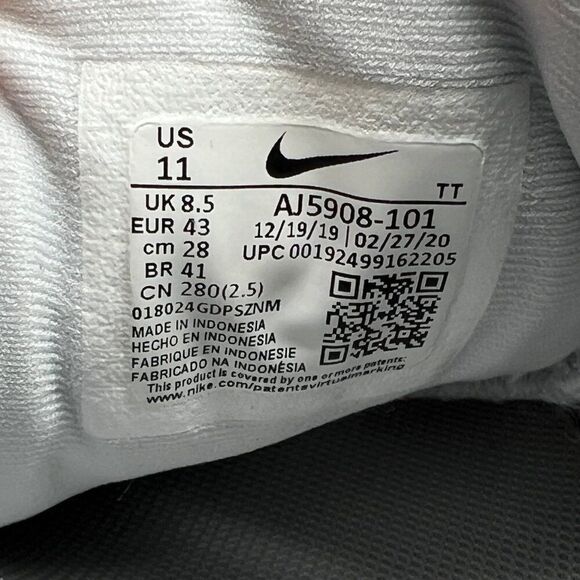 US
11
TT
UK 8.5
AJ5908-101
EUR 43
12/19/19 | 02/27/20
cm 28
UPC 00192499162205
BR 41
CN 280(2.5)
018024GDPSZNM
MADE IN INDONESIA
HECHO EN INDONESIA
FABRIQUE EN INDONESIE
FABRICADO NA INDONÉSIA
This product is covered by one or more patents:
www.nike.com/patentsvirtualmarking